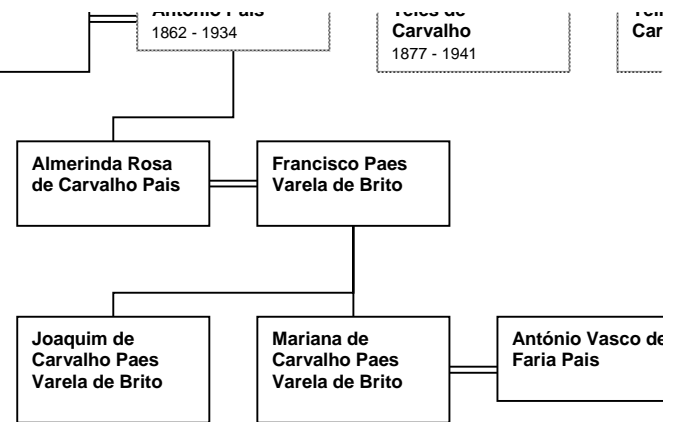 António Pais
1862 - 1934
Teles de
Carvalho
1877 - 1941
Car
Almerinda Rosa
de Carvalho Pais
Francisco Paes
Varela de Brito
Joaquim de
Carvalho Paes
Varela de Brito
Mariana de
Carvalho Paes
Varela de Brito
António Vasco de
Faria Pais